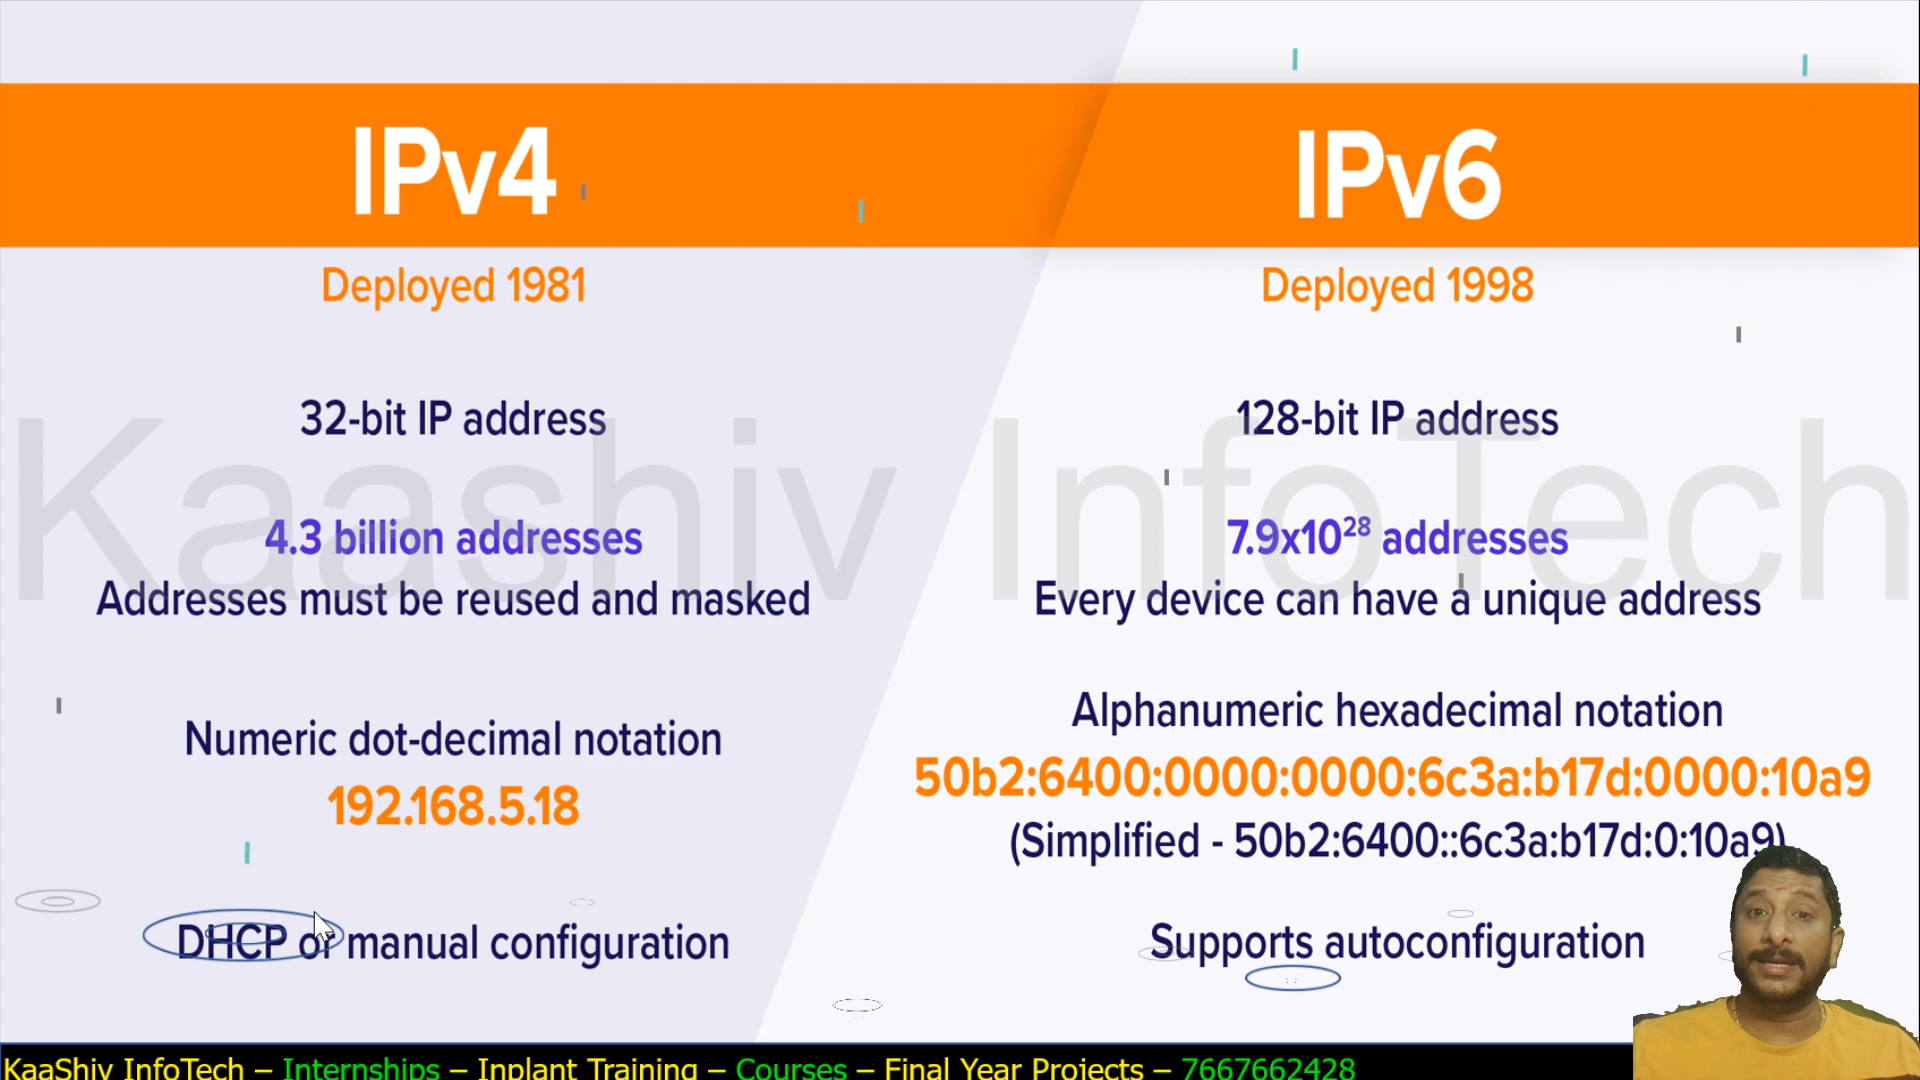 IPv4
Deployed 1981
32-bit IP address
4.3 billion addresses
Addresses must be reused and masked
Numeric dot-decimal notation
192.168.5.18
DHCP or manual configuration
IPv6
Deployed 1998
128-bit IP address
7.9x10²⁸ addresses
Every device can have a unique address
Alphanumeric hexadecimal notation
50b2:6400:0000:0000:6c3a:b17d:0000:10a9
(Simplified - 50b2:6400::6c3a:b17d:0:10a9)
Supports autoconfiguration
Kaashiv InfoTech
KaaShiv InfoTech – Internships – Inplant Training – Courses – Final Year Projects – 7667662428